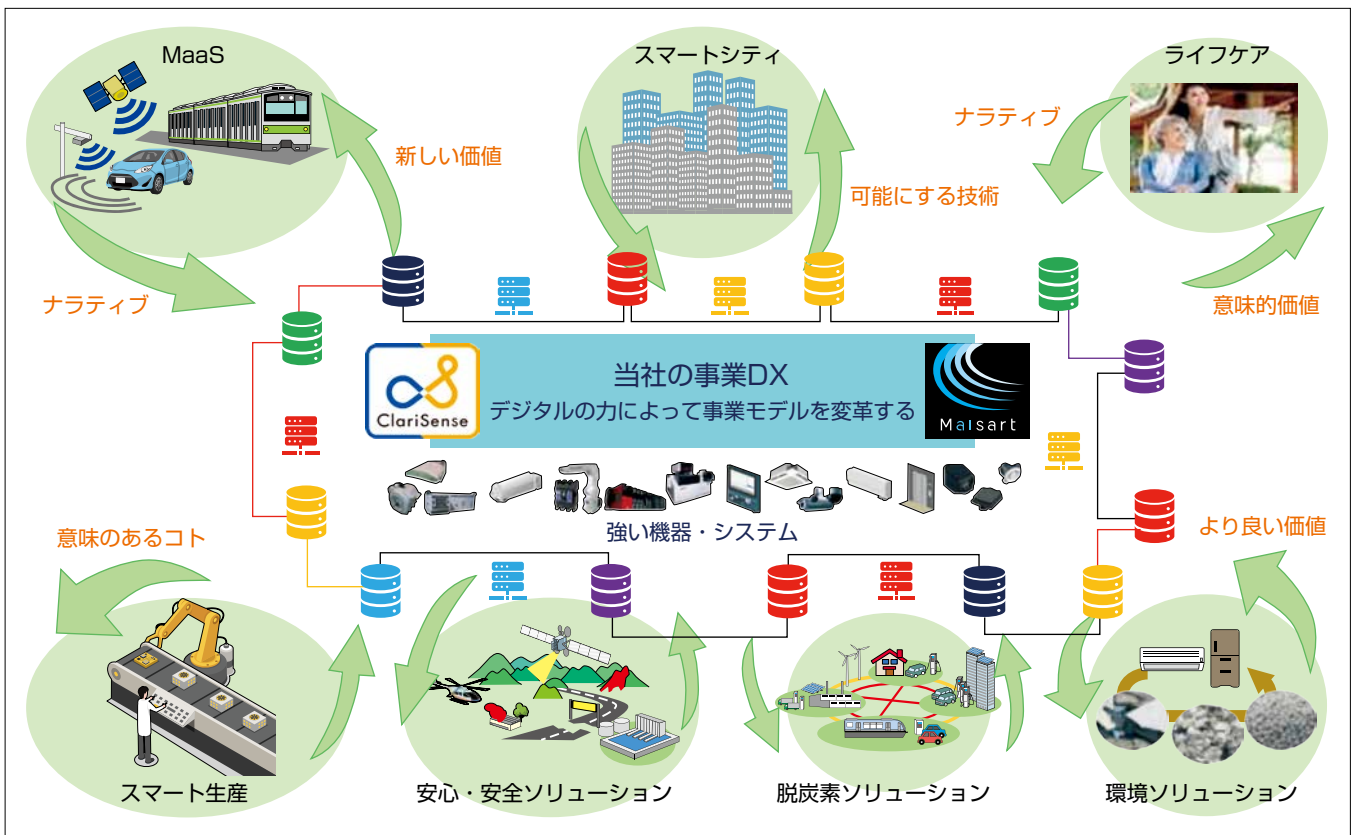 MaaS
スマートシティ
ライフケア
ナラティブ
新しい価値
可能にする技術
ナラティブ
意味的価値
ClariSense
当社の事業DX
デジタルの力によって事業モデルを変革する
Maisart
強い機器・システム
意味のあるコト
より良い価値
スマート生産
安心・安全ソリューション
脱炭素ソリューション
環境ソリューション